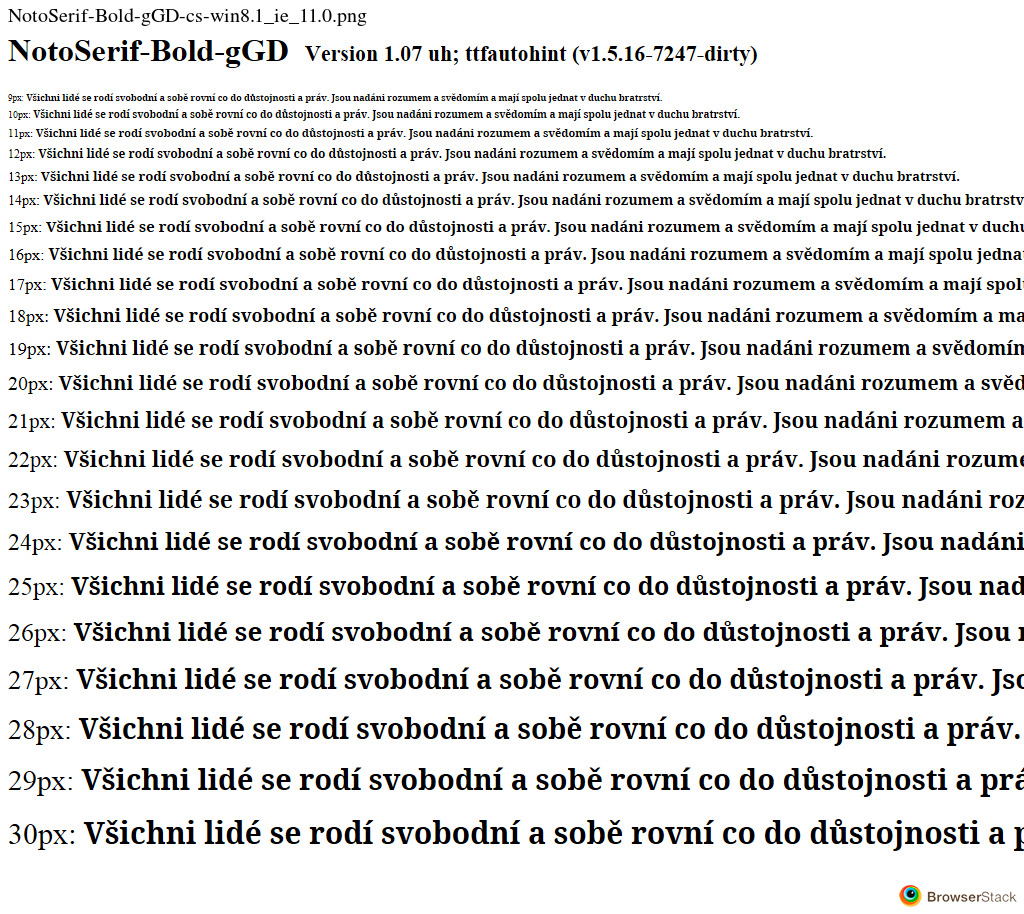 NotoSerif-Bold-gGD-cs-win8.1_ie_11.0.png
NotoSerif-Bold-gGD Version 1.07 uh; ttfautohint (v1.5.16-7247-dirty)
9px: Všichni lidé se rodí svobodní a sobě rovní co do důstojnosti a práv. Jsou nadáni rozumem a svědomím a mají spolu jednat v duchu bratrství.
10px: Všichni lidé se rodí svobodní a sobě rovní co do důstojnosti a práv. Jsou nadáni rozumem a svědomím a mají spolu jednat v duchu bratrství.
11px: Všichni lidé se rodí svobodní a sobě rovní co do důstojnosti a práv. Jsou nadáni rozumem a svědomím a mají spolu jednat v duchu bratrství.
12px: Všichni lidé se rodí svobodní a sobě rovní co do důstojnosti a práv. Jsou nadáni rozumem a svědomím a mají spolu jednat v duchu bratrství.
13px: Všichni lidé se rodí svobodní a sobě rovní co do důstojnosti a práv. Jsou nadáni rozumem a svědomím a mají spolu jednat v duchu bratrství.
14px: Všichni lidé se rodí svobodní a sobě rovní co do důstojnosti a práv. Jsou nadáni rozumem a svědomím a mají spolu jednat v duchu bratrstv
15px: Všichni lidé se rodí svobodní a sobě rovní co do důstojnosti a práv. Jsou nadáni rozumem a svědomím a mají spolu jednat v duchu
16px: Všichni lidé se rodí svobodní a sobě rovní co do důstojnosti a práv. Jsou nadáni rozumem a svědomím a mají spolu jedna
17px: Všichni lidé se rodí svobodní a sobě rovní co do důstojnosti a práv. Jsou nadáni rozumem a svědomím a mají spol
18px: Všichni lidé se rodí svobodní a sobě rovní co do důstojnosti a práv. Jsou nadáni rozumem a svědomím a ma
19px: Všichni lidé se rodí svobodní a sobě rovní co do důstojnosti a práv. Jsou nadáni rozumem a svědomím
20px: Všichni lidé se rodí svobodní a sobě rovní co do důstojnosti a práv. Jsou nadáni rozumem a svěd
21px: Všichni lidé se rodí svobodní a sobě rovní co do důstojnosti a práv. Jsou nadáni rozumem a
22px: Všichni lidé se rodí svobodní a sobě rovní co do důstojnosti a práv. Jsou nadáni rozume
23px: Všichni lidé se rodí svobodní a sobě rovní co do důstojnosti a práv. Jsou nadáni roz
24px: Všichni lidé se rodí svobodní a sobě rovní co do důstojnosti a práv. Jsou nadáni
25px: Všichni lidé se rodí svobodní a sobě rovní co do důstojnosti a práv. Jsou nad
26px: Všichni lidé se rodí svobodní a sobě rovní co do důstojnosti a práv. Jsou
27px: Všichni lidé se rodí svobodní a sobě rovní co do důstojnosti a práv. Jso
28px: Všichni lidé se rodí svobodní a sobě rovní co do důstojnosti a práv.
29px: Všichni lidé se rodí svobodní a sobě rovní co do důstojnosti a prá
30px: Všichni lidé se rodí svobodní a sobě rovní co do důstojnosti a p
BrowserStack